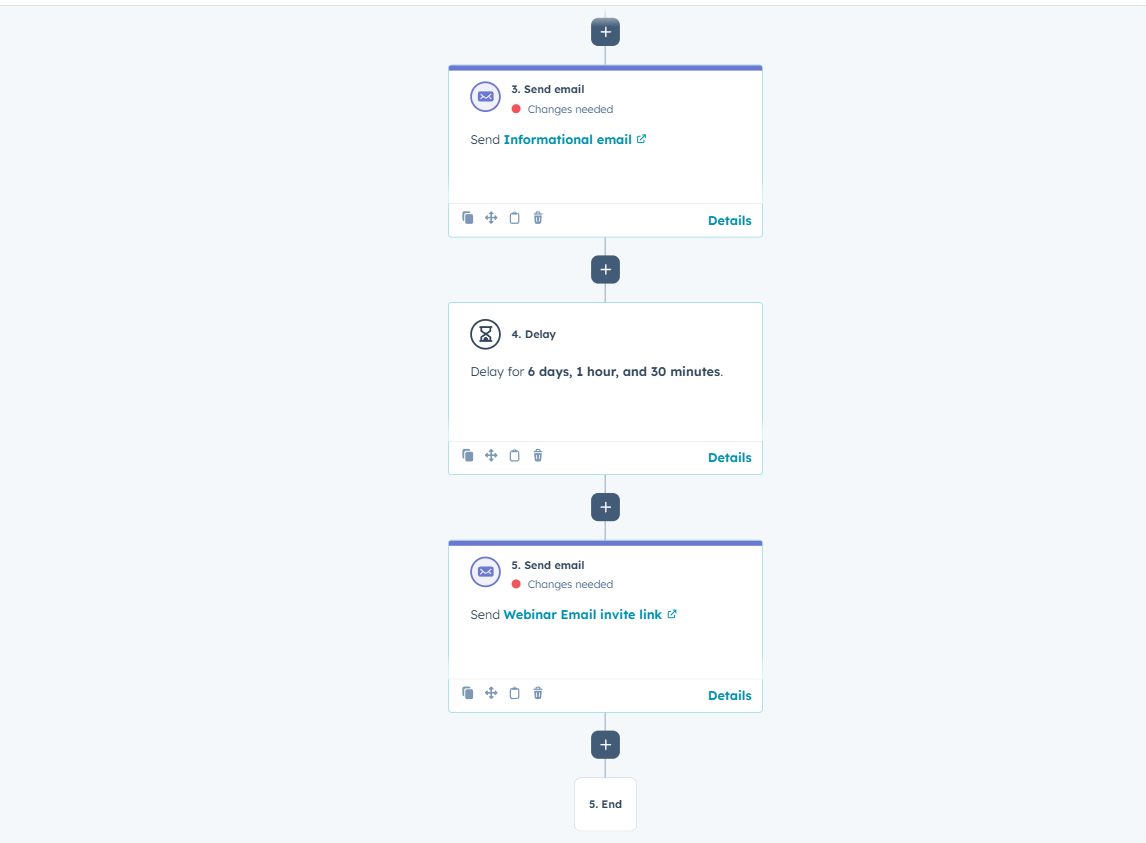 3. Send email
Changes needed
Send Informational email
Details
4. Delay
Delay for 6 days, 1 hour, and 30 minutes.
Details
5. Send email
Changes needed
Send Webinar Email invite link
Details
5. End